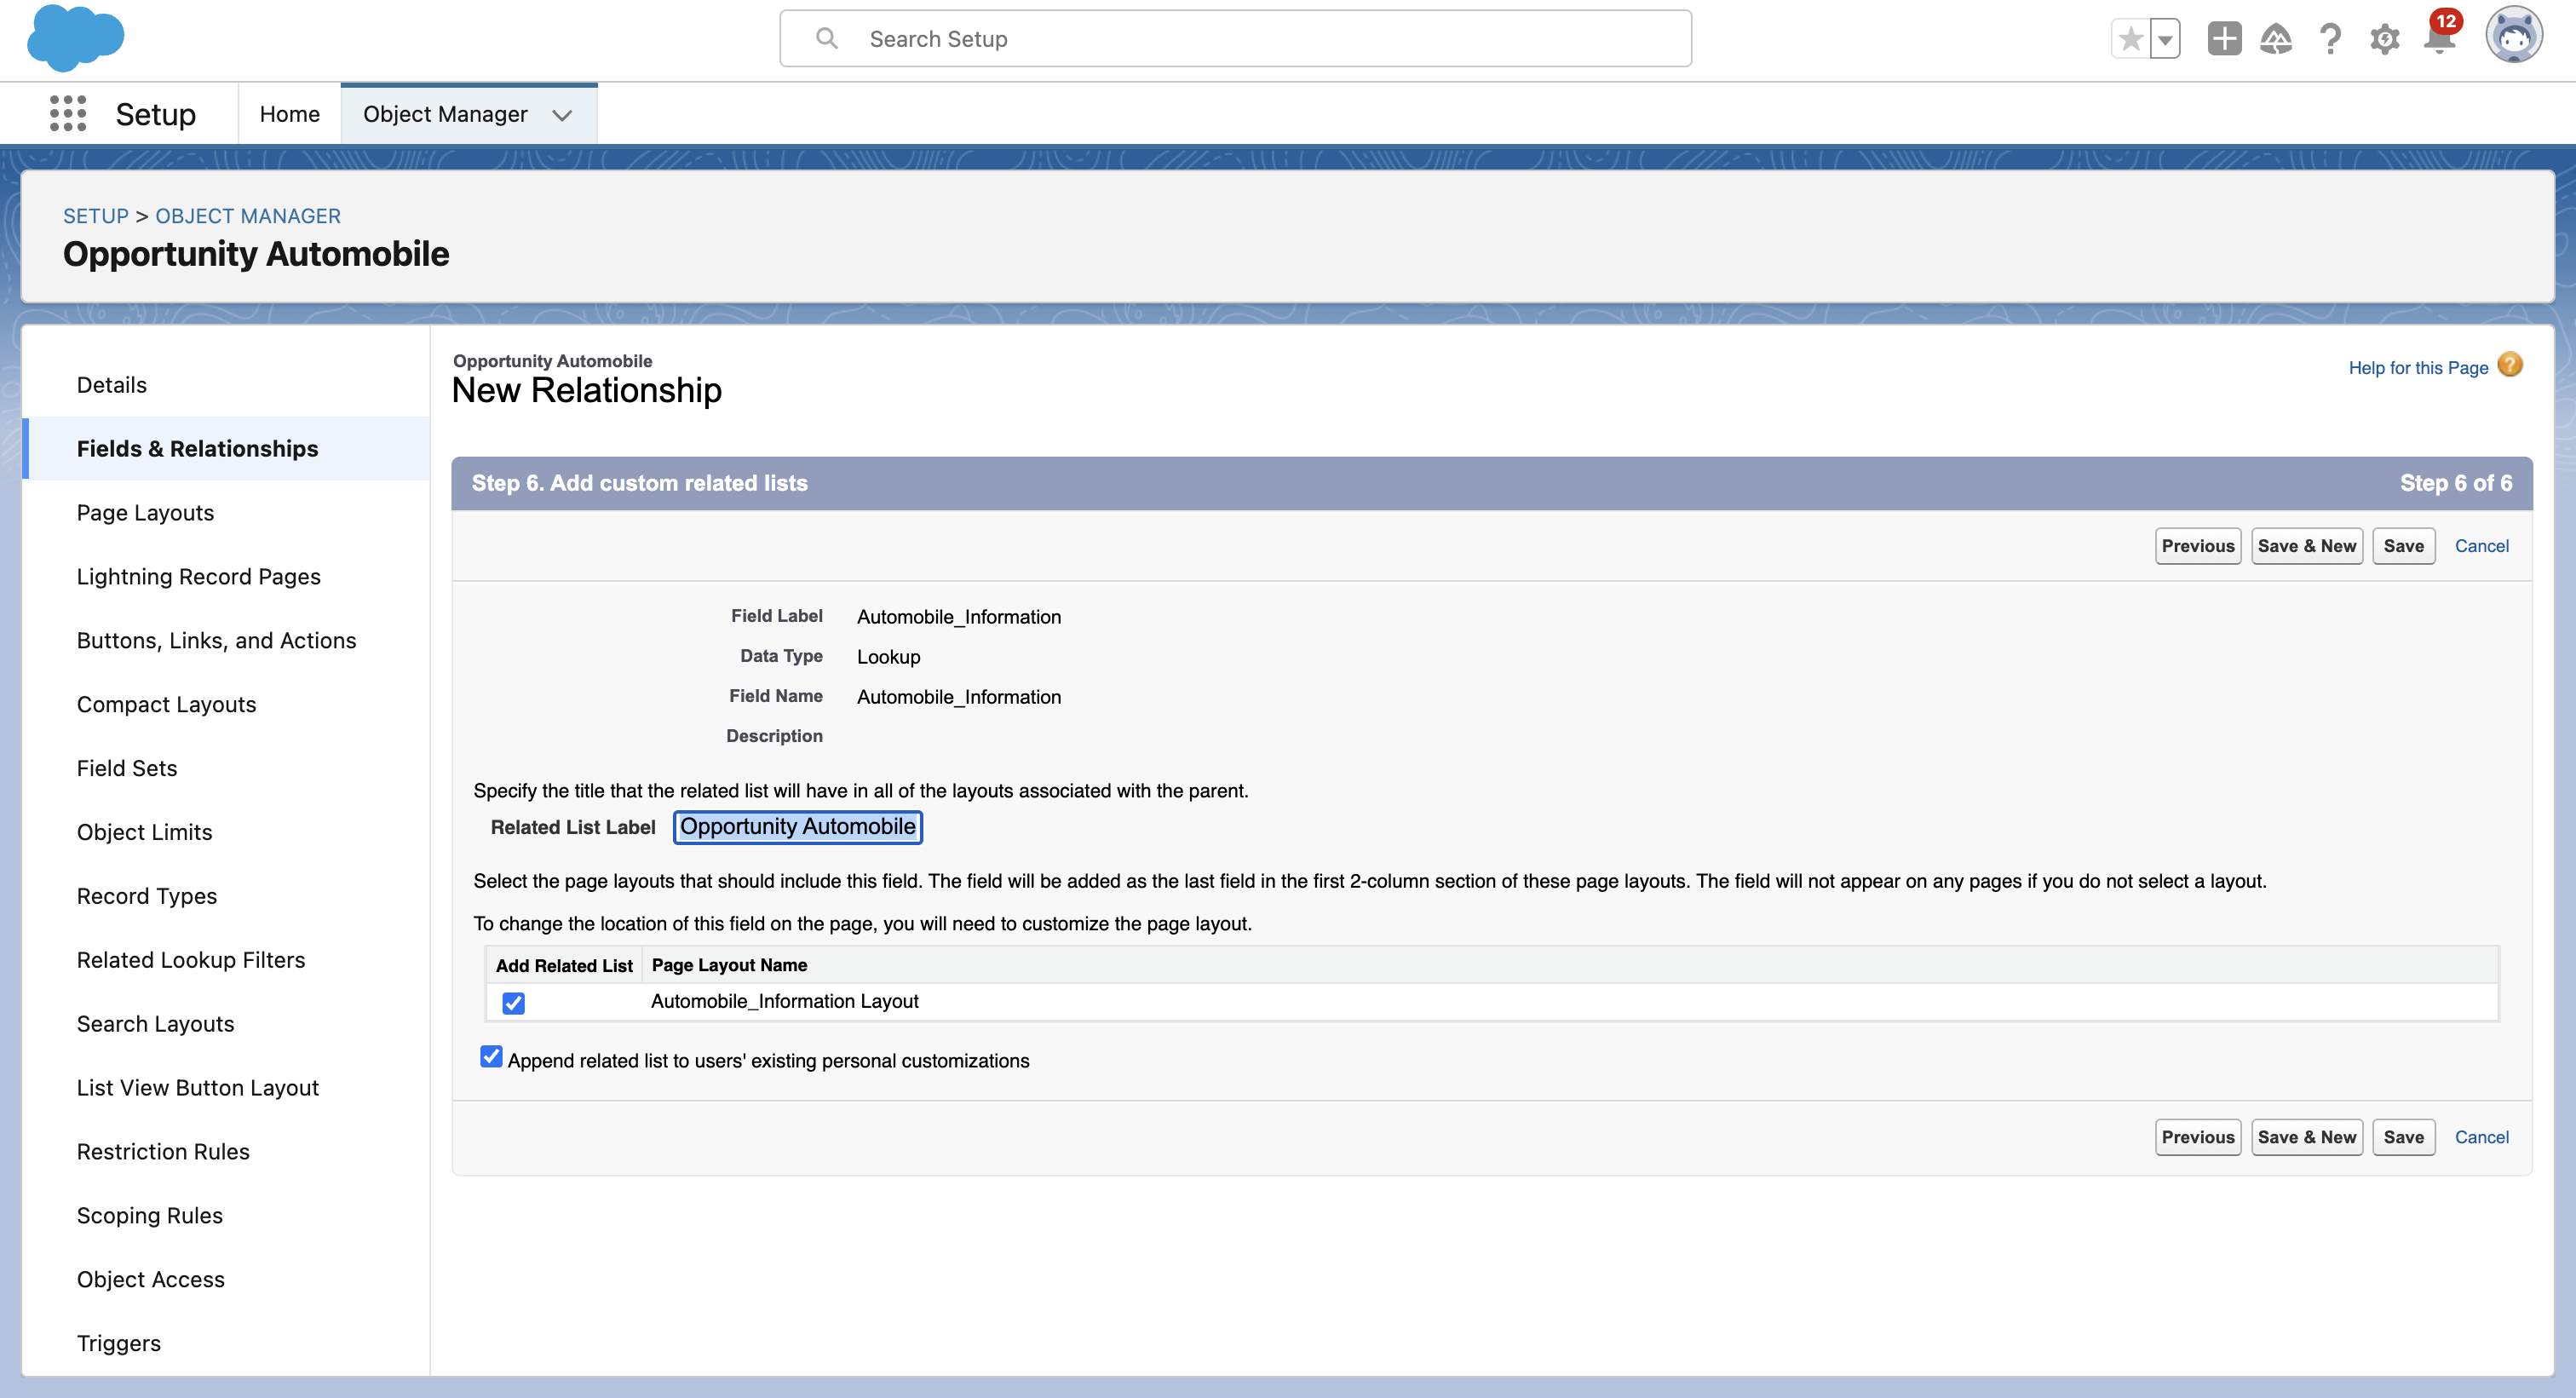 Search Setup
12
Setup
Home
Object Manager
SETUP > OBJECT MANAGER
Opportunity Automobile
Details
Fields & Relationships
Page Layouts
Lightning Record Pages
Buttons, Links, and Actions
Compact Layouts
Field Sets
Object Limits
Record Types
Related Lookup Filters
Search Layouts
List View Button Layout
Restriction Rules
Scoping Rules
Object Access
Triggers
Opportunity Automobile
New Relationship
Help for this Page ?
Step 6. Add custom related lists Step 6 of 6
Previous Save & New Save Cancel
Field Label Automobile_Information
Data Type Lookup
Field Name Automobile_Information
Description
Specify the title that the related list will have in all of the layouts associated with the parent.
Related List Label Opportunity Automobile
Select the page layouts that should include this field. The field will be added as the last field in the first 2-column section of these page layouts. The field will not appear on any pages if you do not select a layout.
To change the location of this field on the page, you will need to customize the page layout.
Add Related List Page Layout Name
Automobile_Information Layout
Append related list to users' existing personal customizations
Previous Save & New Save Cancel